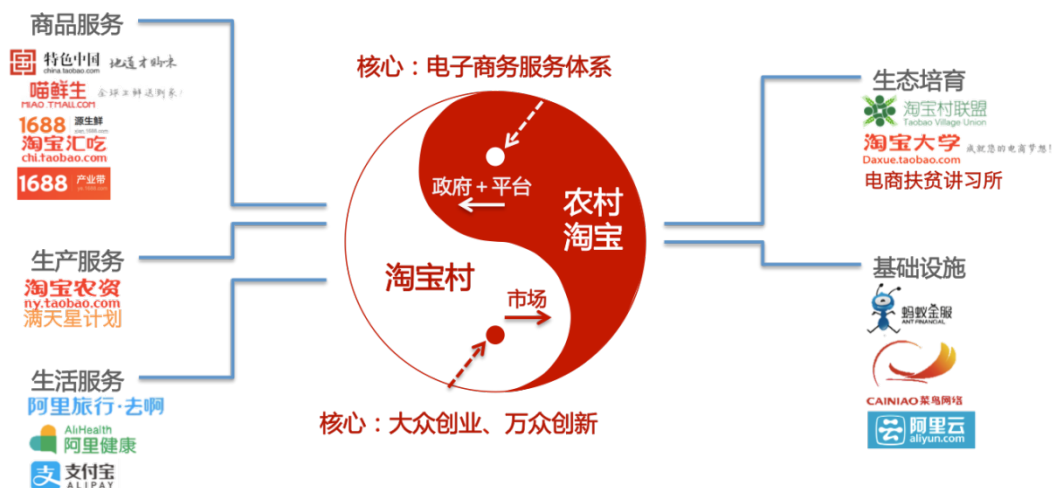 商品服务
特色中国
china.taobao.com
地道才够味
喵鲜生
MIAO.TMALL.COM
全球工鲜送到家!
1688 源生鲜
淘宝汇吃
chi.taobao.com
1688 产业带
生产服务
淘宝农资
ny.taobao.com
满天星计划
生活服务
阿里旅行·去啊
AliHealth
阿里健康
支付宝
ALIPAY
核心：电子商务服务体系
政府+平台
农村
淘宝
淘宝村
市场
核心：大众创业、万众创新
生态培育
淘宝村联盟
Taobao Village Union
淘宝大学
Daxue.taobao.com
成就您的电商梦想!
电商扶贫讲习所
基础设施
蚂蚁金服
ANT FINANCIAL
CAINIAO 菜鸟网络
阿里云
aliyun.com